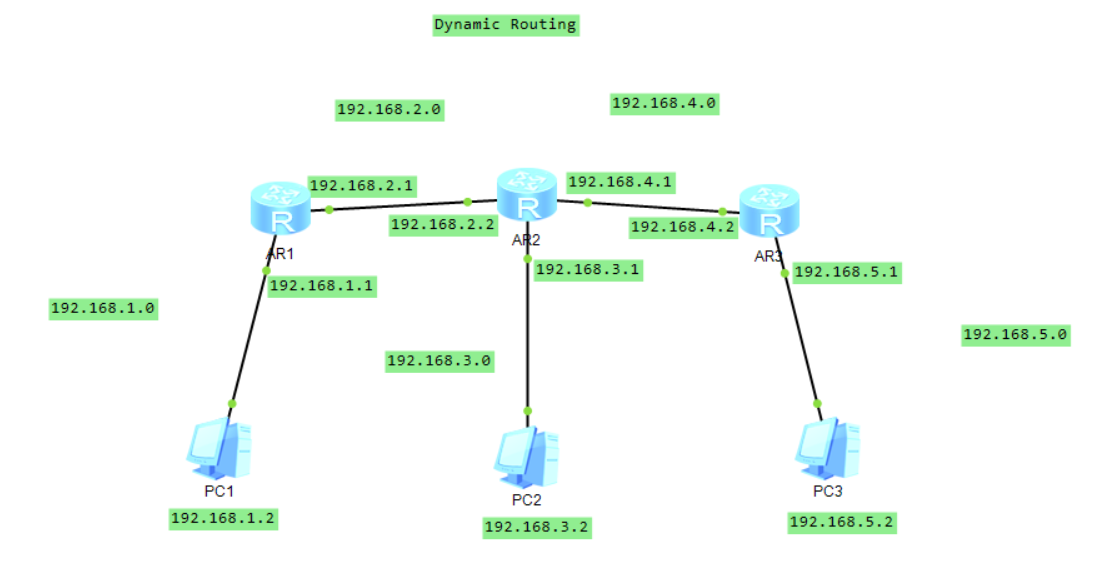 Dynamic Routing
192.168.2.0
192.168.4.0
192.168.2.1
192.168.4.1
192.168.2.2
192.168.4.2
R
R
R
AR1
AR2
AR3
192.168.1.1
192.168.3.1
192.168.5.1
192.168.1.0
192.168.3.0
192.168.5.0
PC1
PC2
PC3
192.168.1.2
192.168.3.2
192.168.5.2